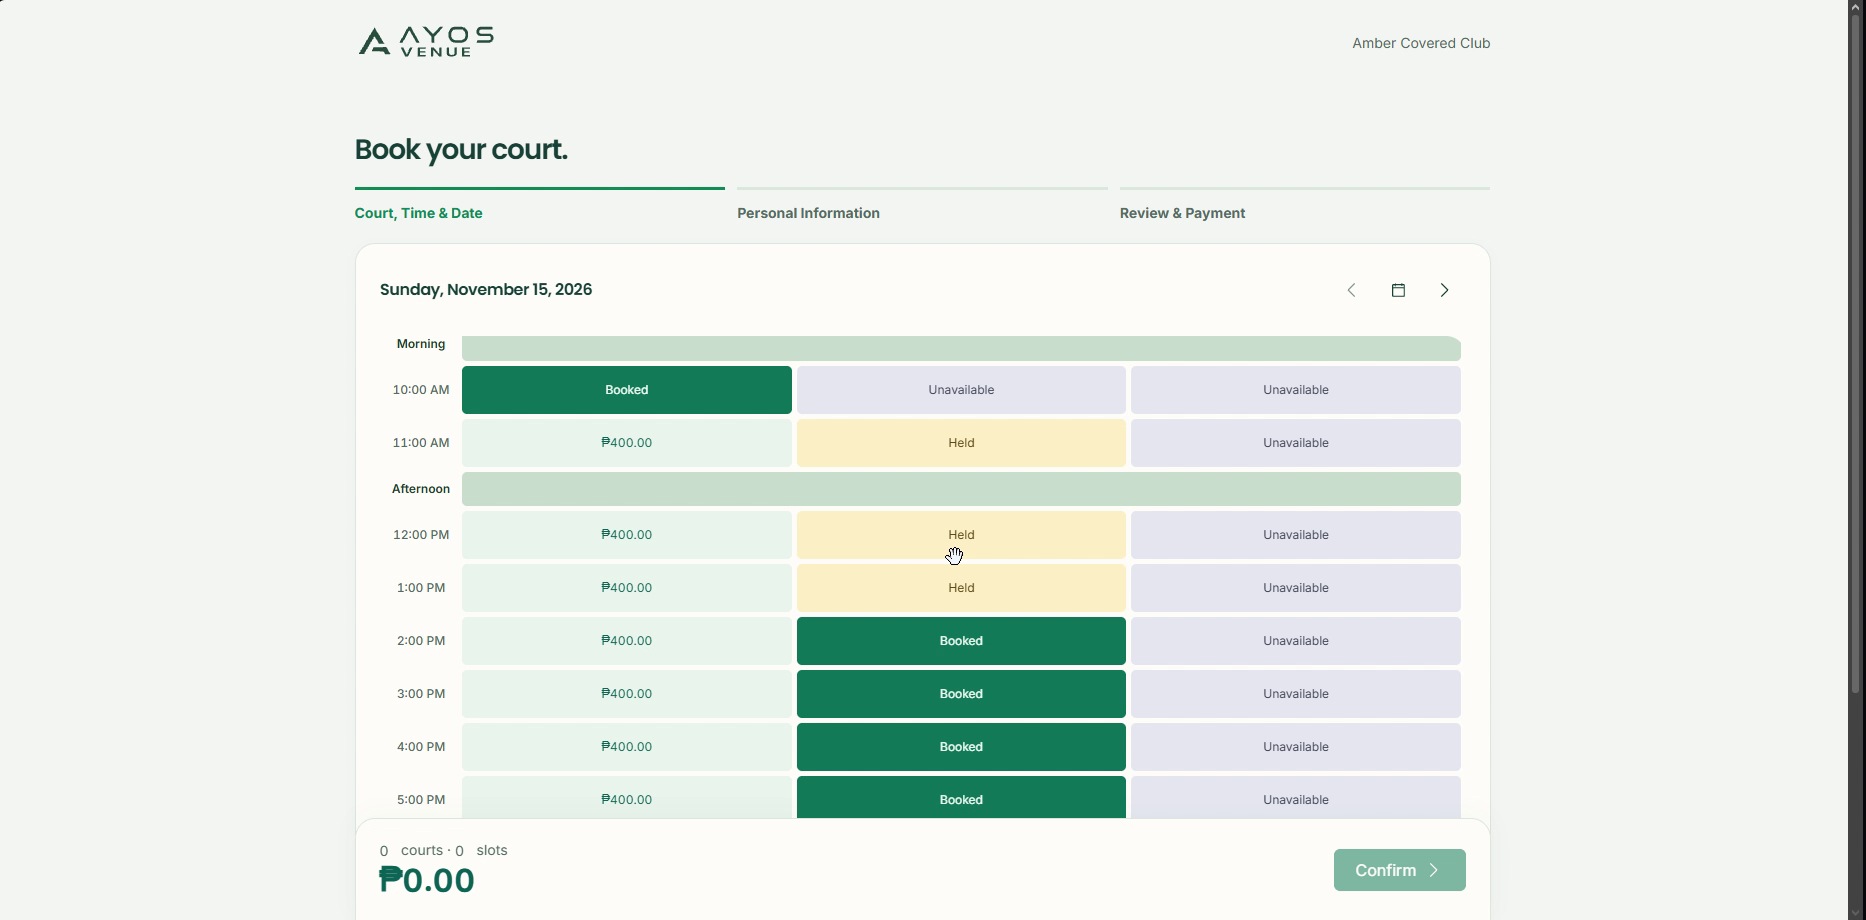 AYOS
VENUE
Amber Covered Club
Book your court.
Court, Time & Date
Personal Information
Review & Payment
Sunday, November 15, 2026
Morning
10:00 AM Booked Unavailable Unavailable
11:00 AM ₱400.00 Held Unavailable
Afternoon
12:00 PM ₱400.00 Held Unavailable
1:00 PM ₱400.00 Held Unavailable
2:00 PM ₱400.00 Booked Unavailable
3:00 PM ₱400.00 Booked Unavailable
4:00 PM ₱400.00 Booked Unavailable
5:00 PM ₱400.00 Booked Unavailable
0 courts · 0 slots
₱0.00
Confirm